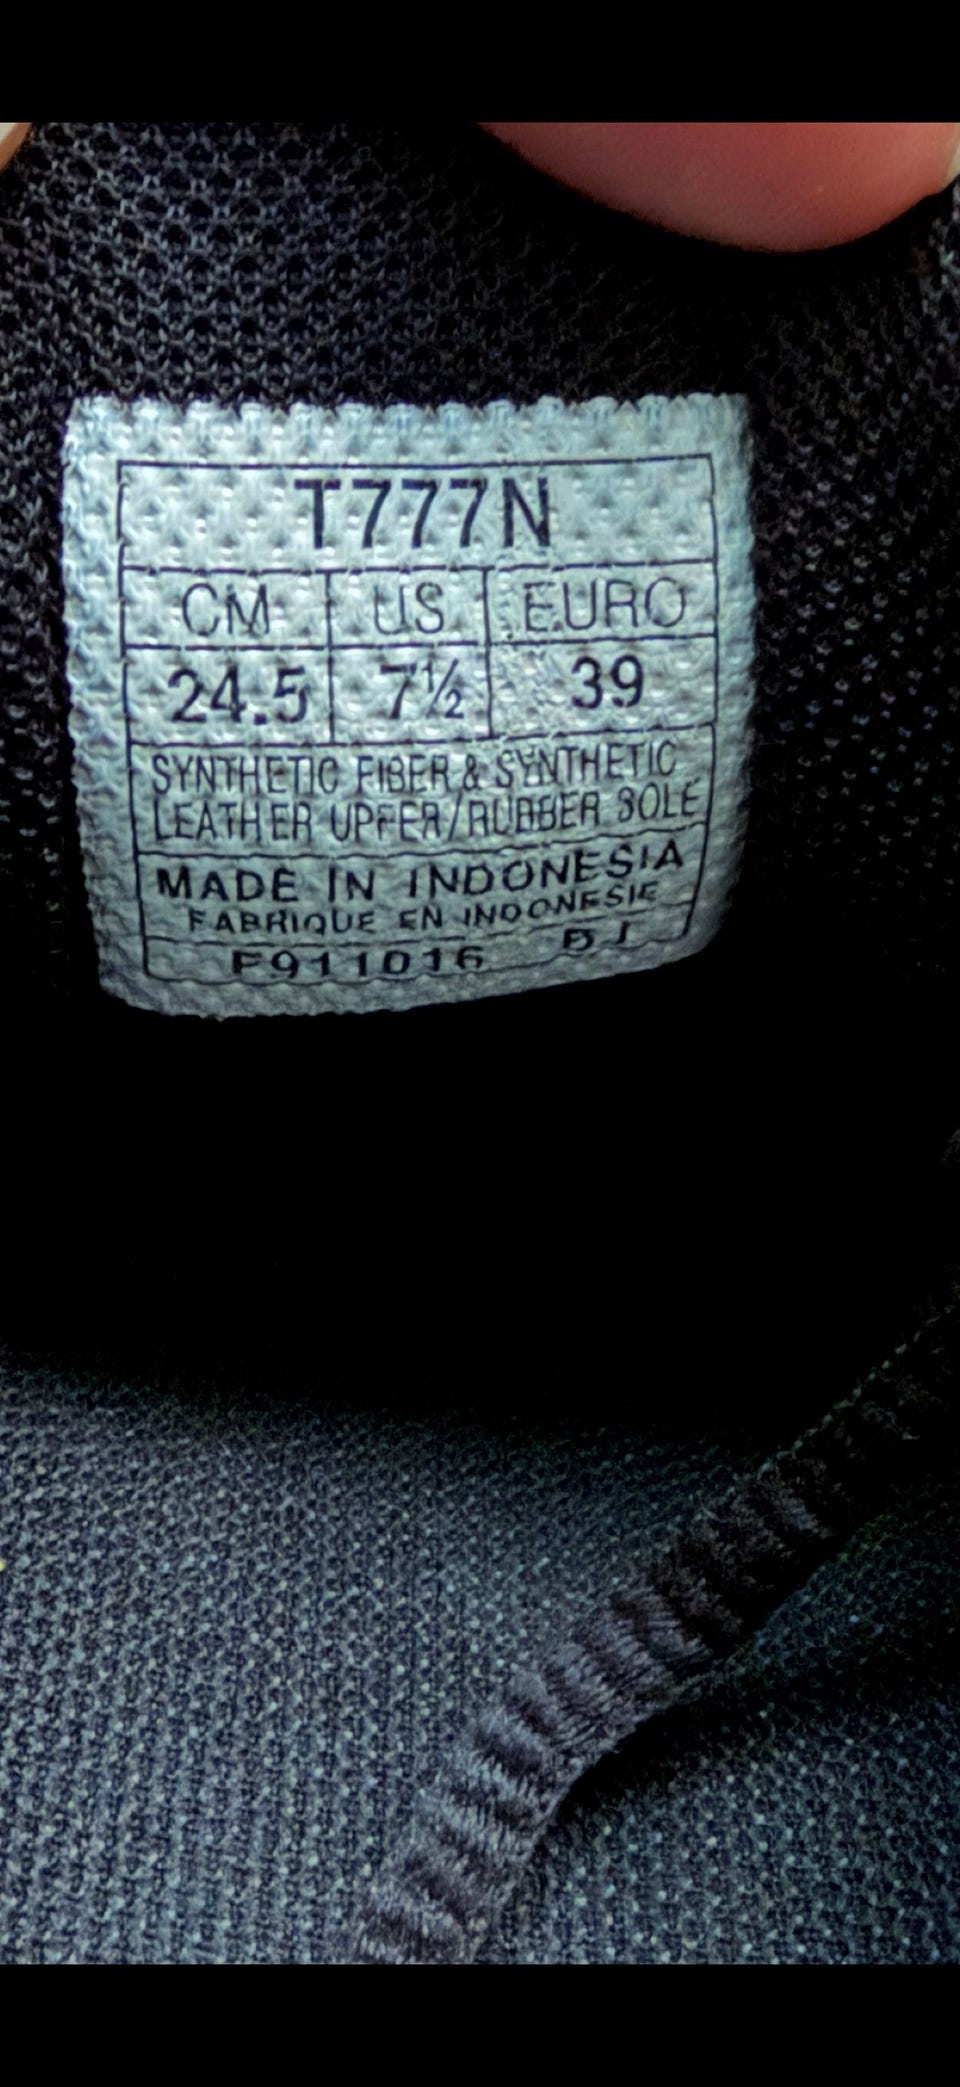 T777N
CM US EURO
24.5 7½ 39
SYNTHETIC FIBER & SYNTHETIC
LEATHER UPPER/RUBBER SOLE
MADE IN INDONESIA
FABRIQUE EN INDONESIE
F911016 BJ